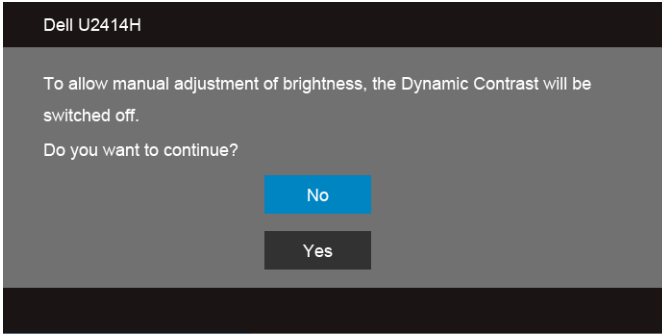 Dell U2414H
To allow manual adjustment of brightness, the Dynamic Contrast will be
switched off.
Do you want to continue?
No
Yes